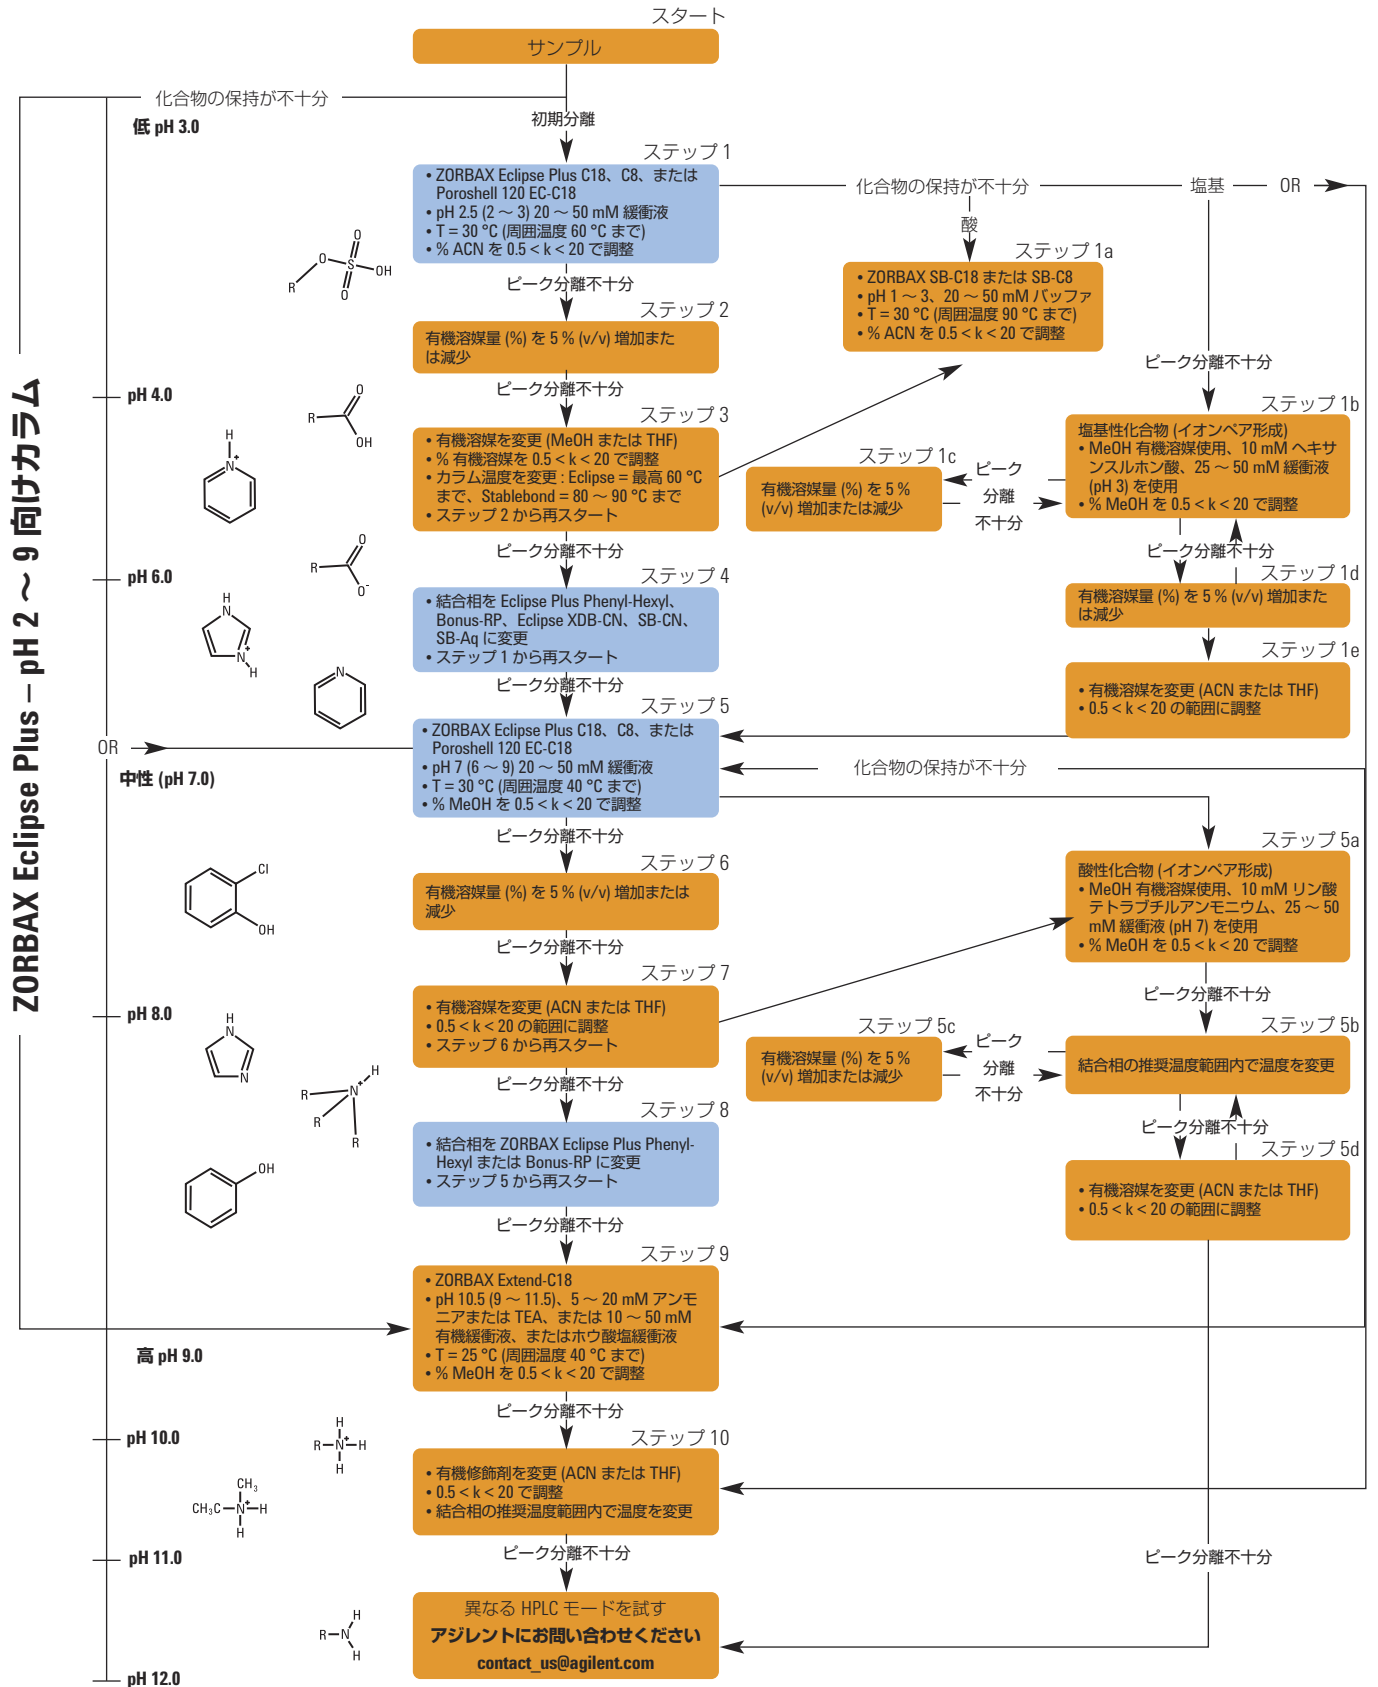 スタート
サンプル
化合物の保持が不十分
低 pH 3.0
初期分離
ステップ 1
• ZORBAX Eclipse Plus C18、C8、または
Poroshell 120 EC-C18
• pH 2.5 (2 ～ 3) 20 ～ 50 mM 緩衝液
• T = 30 °C (周囲温度 60 °C まで)
• % ACN を 0.5 < k < 20 で調整
化合物の保持が不十分
塩基
OR
酸
ステップ 1a
• ZORBAX SB-C18 または SB-C8
• pH 1 ～ 3、20 ～ 50 mM バッファ
• T = 30 °C (周囲温度 90 °C まで)
• % ACN を 0.5 < k < 20 で調整
R
O
S
O
O
OH
ピーク分離不十分
ステップ 2
有機溶媒量 (%) を 5 % (v/v) 増加また
は減少
ピーク分離不十分
ピーク分離不十分
pH 4.0
R
O
OH
ステップ 3
• 有機溶媒を変更 (MeOH または THF)
• % 有機溶媒を 0.5 < k < 20 で調整
• カラム温度を変更 : Eclipse = 最高 60 °C
まで、Stablebond = 80 ～ 90 °C まで
• ステップ 2 から再スタート
ステップ 1b
塩基性化合物 (イオンペア形成)
• MeOH 有機溶媒使用、10 mM ヘキサ
ンスルホン酸、25 ～ 50 mM 緩衝液
(pH 3) を使用
• % MeOH を 0.5 < k < 20 で調整
ステップ 1c
有機溶媒量 (%) を 5 %
(v/v) 増加または減少
ピーク
分離
不十分
H
N+
ピーク分離不十分
ピーク分離不十分
ZORBAX Eclipse Plus – pH 2 ～ 9 向けカラム
pH 6.0
R
O
O-
ステップ 4
• 結合相を Eclipse Plus Phenyl-Hexyl、
Bonus-RP、Eclipse XDB-CN、SB-CN、
SB-Aq に変更
• ステップ 1 から再スタート
ステップ 1d
有機溶媒量 (%) を 5 % (v/v) 増加また
は減少
H
N
N+
H
N
ステップ 1e
• 有機溶媒を変更 (ACN または THF)
• 0.5 < k < 20 の範囲に調整
ピーク分離不十分
ステップ 5
• ZORBAX Eclipse Plus C18、C8、または
Poroshell 120 EC-C18
• pH 7 (6 ～ 9) 20 ～ 50 mM 緩衝液
• T = 30 °C (周囲温度 40 °C まで)
• % MeOH を 0.5 < k < 20 で調整
OR
中性 (pH 7.0)
化合物の保持が不十分
ピーク分離不十分
ステップ 6
有機溶媒量 (%) を 5 % (v/v) 増加または
減少
Cl
OH
ステップ 5a
酸性化合物 (イオンペア形成)
• MeOH 有機溶媒使用、10 mM リン酸
テトラブチルアンモニウム、25 ～ 50
mM 緩衝液 (pH 7) を使用
• % MeOH を 0.5 < k < 20 で調整
ピーク分離不十分
ステップ 7
• 有機溶媒を変更 (ACN または THF)
• 0.5 < k < 20 の範囲に調整
• ステップ 6 から再スタート
pH 8.0
H
N
N
ピーク分離不十分
ステップ 5b
結合相の推奨温度範囲内で温度を変更
ステップ 5c
有機溶媒量 (%) を 5 %
(v/v) 増加または減少
ピーク
分離
不十分
R
N+
H
R
R
ピーク分離不十分
ステップ 8
• 結合相を ZORBAX Eclipse Plus Phenyl-
Hexyl または Bonus-RP に変更
• ステップ 5 から再スタート
ピーク分離不十分
ステップ 5d
• 有機溶媒を変更 (ACN または THF)
• 0.5 < k < 20 の範囲に調整
OH
ピーク分離不十分
ステップ 9
• ZORBAX Extend-C18
• pH 10.5 (9 ～ 11.5)、5 ～ 20 mM アンモ
ニアまたは TEA、または 10 ～ 50 mM
有機緩衝液、またはホウ酸塩緩衝液
• T = 25 °C (周囲温度 40 °C まで)
• % MeOH を 0.5 < k < 20 で調整
高 pH 9.0
ピーク分離不十分
pH 10.0
H
R N+ H
H
ステップ 10
• 有機修飾剤を変更 (ACN または THF)
• 0.5 < k < 20 で調整
• 結合相の推奨温度範囲内で温度を変更
CH3
CH3C N+ H
H
pH 11.0
ピーク分離不十分
ピーク分離不十分
異なる HPLC モードを試す
アジレントにお問い合わせください
contact_us@agilent.com
H
R N
H
pH 12.0